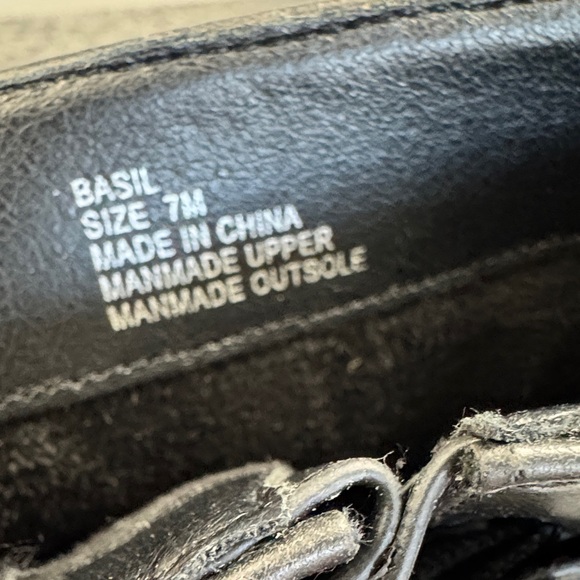 BASIL
SIZE 7M
MADE IN CHINA
MANMADE UPPER
MANMADE OUTSOLE